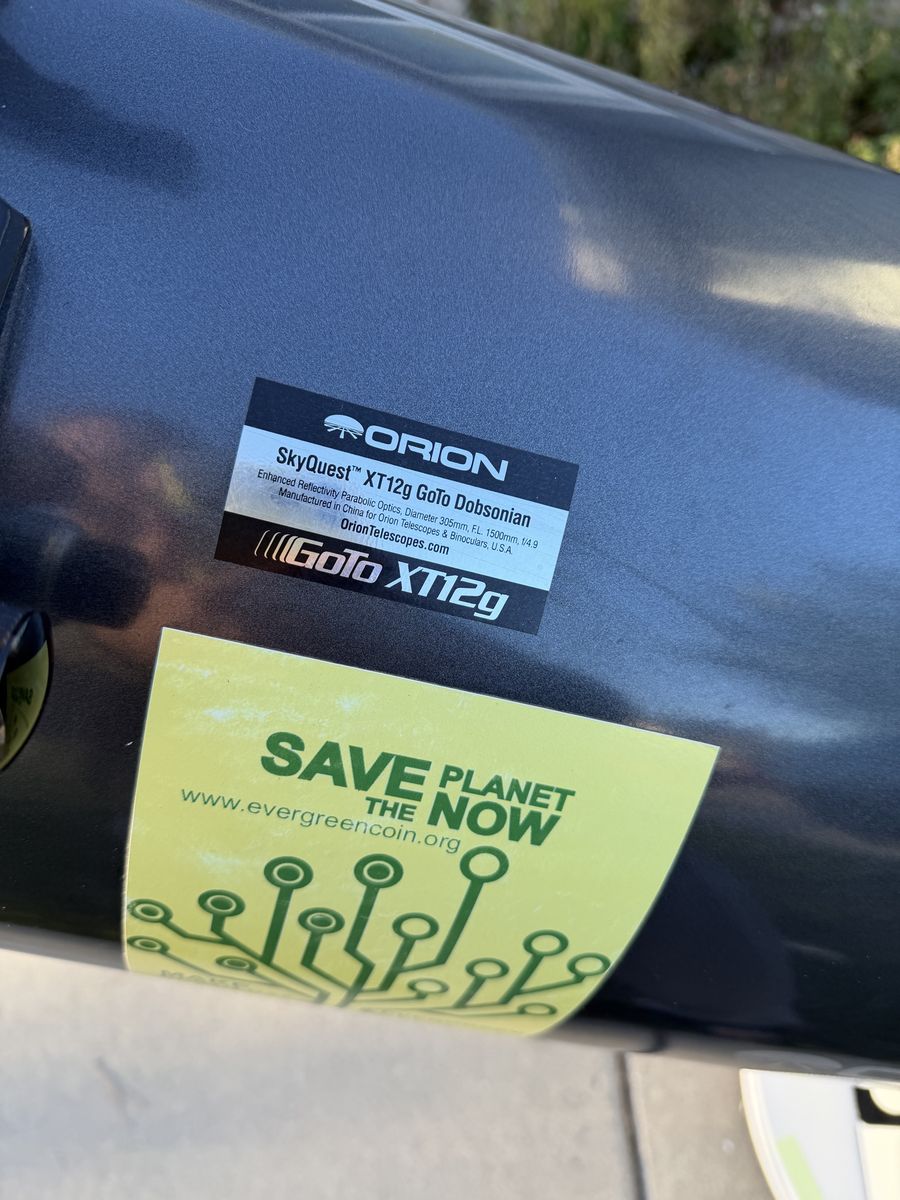 ORION
SkyQuest™ XT12g GoTo Dobsonian
Enhanced Reflectivity Parabolic Optics, Diameter 305mm, F.L. 1500mm, f/4.9
Manufactured in China for Orion Telescopes & Binoculars, U.S.A.
OrionTelescopes.com
GoTo XT12g
SAVE THE PLANET NOW
www.evergreencoin.org